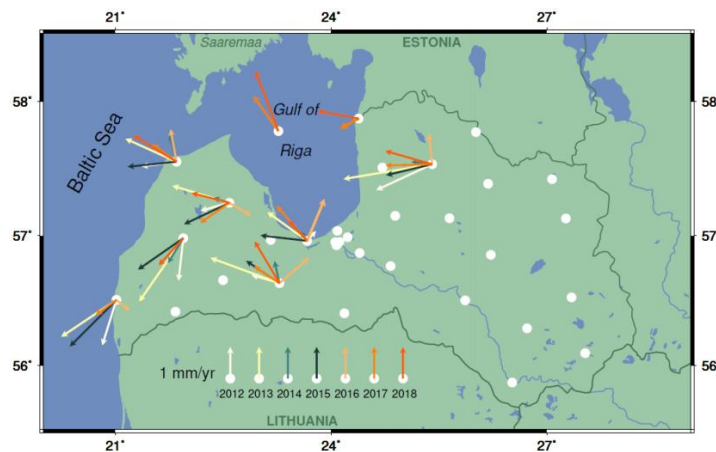 21° 24° 27°
Saaremaa ESTONIA
58° 58°
Gulf of
Riga
Baltic Sea
57° 57°
56° 56°
1 mm/yr
2012 2013 2014 2015 2016 2017 2018
LITHUANIA
21° 24° 27°